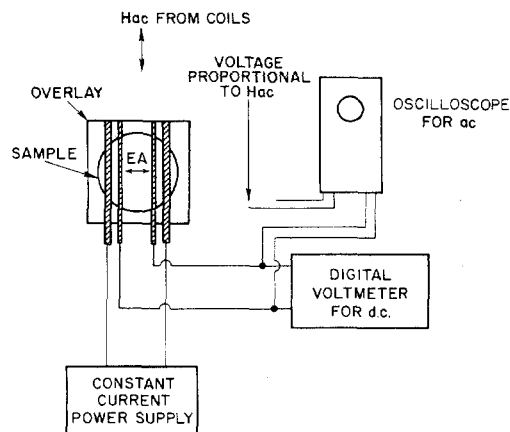 Hac FROM COILS
VOLTAGE
PROPORTIONAL
TO Hac
OVERLAY
OSCILLOSCOPE
FOR ac
SAMPLE
EA
DIGITAL
VOLTMETER
FOR d.c.
CONSTANT
CURRENT
POWER SUPPLY